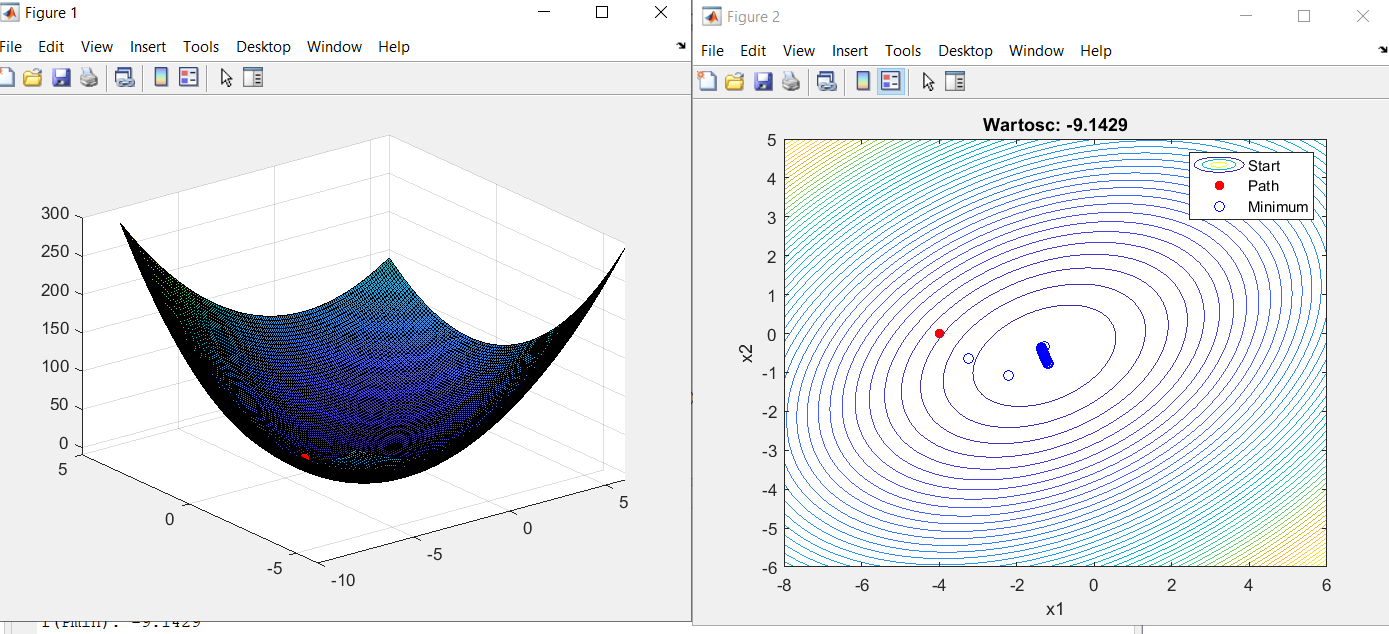 Figure 1
File Edit View Insert Tools Desktop Window Help
300
250
200
150
100
50
0
5
0
-5
-10
-5
0
5
f(Pmin): -9.1429
Figure 2
File Edit View Insert Tools Desktop Window Help
Wartosc: -9.1429
Start
Path
Minimum
5
4
3
2
1
0
-1
-2
-3
-4
-5
-6
x2
-8 -6 -4 -2 0 2 4 6
x1